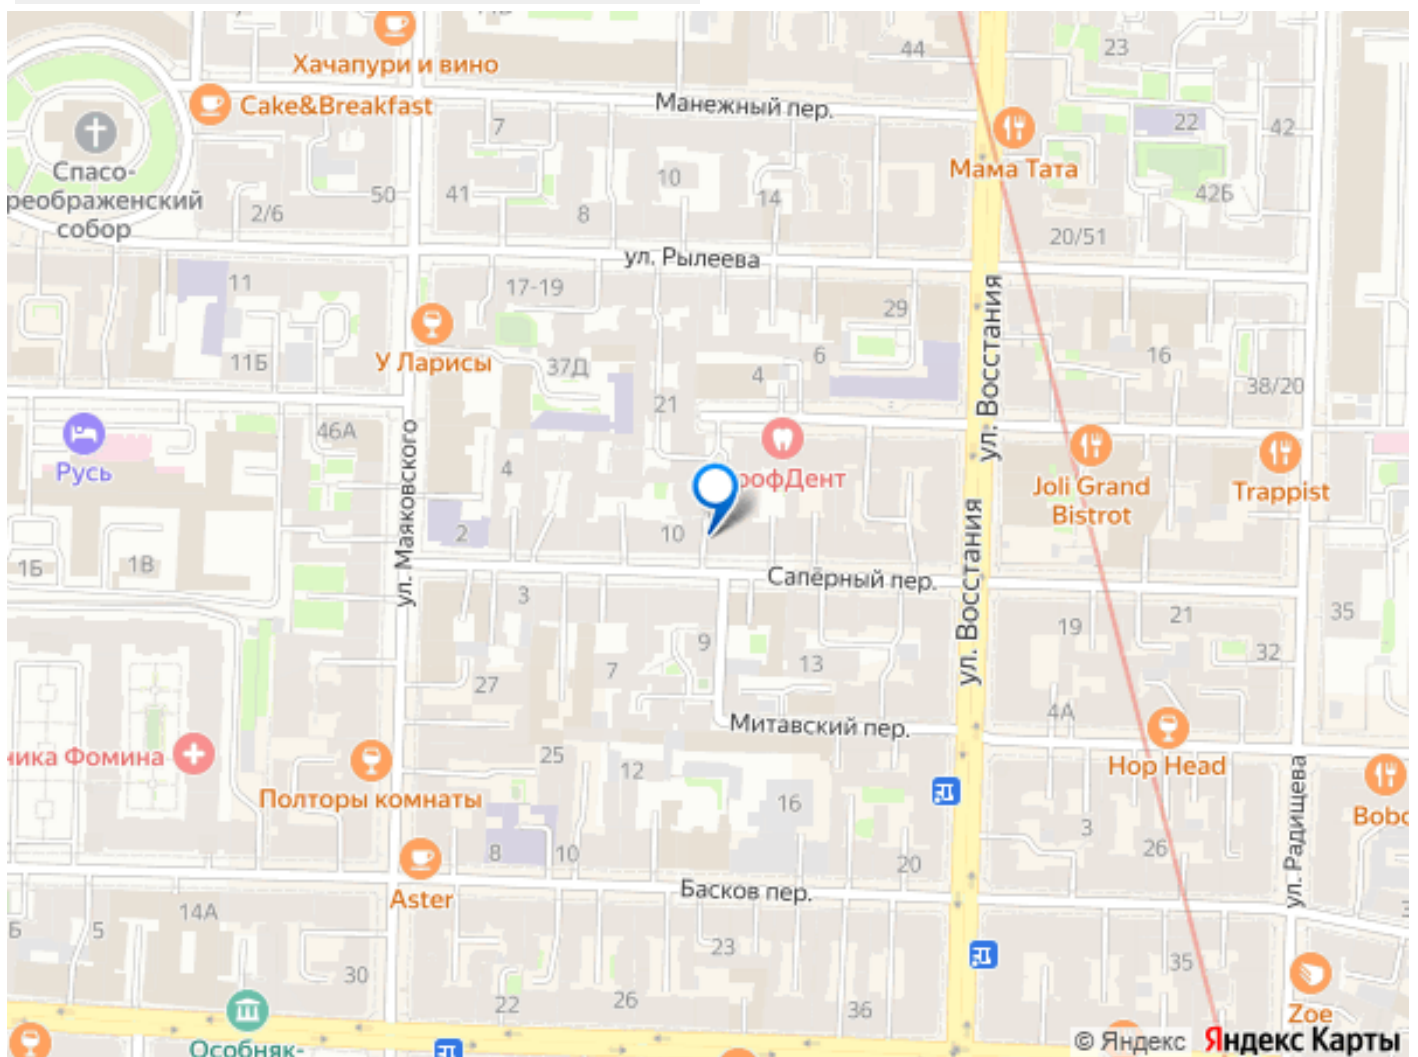 44
23
Хачапури и вино
Cake&Breakfast
Манежный пер.
7
22
42
Мама Тата
Спасо-
реображенский
собор
50
41
10
14
42Б
2/6
8
20/51
ул. Рылеева
11
17-19
29
ул. Восстания
У Ларисы
11Б
37Д
6
4
16
38/20
21
46А
Русь
ул. Маяковского
4
рофДент
Joli Grand
Bistrot
Trappist
2
10
1Б
1В
Сапёрный пер.
ул. Восстания
3
35
21
19
9
32
7
13
27
4А
Митавский пер.
ника Фомина
25
12
Hop Head
Полторы комнаты
16
ул. Радищева
Bobo
3
26
8
10
20
Aster
Басков пер.
14А
5
23
30
35
22
26
36
Zoe
Особняк-
© Яндекс Яндекс Карты